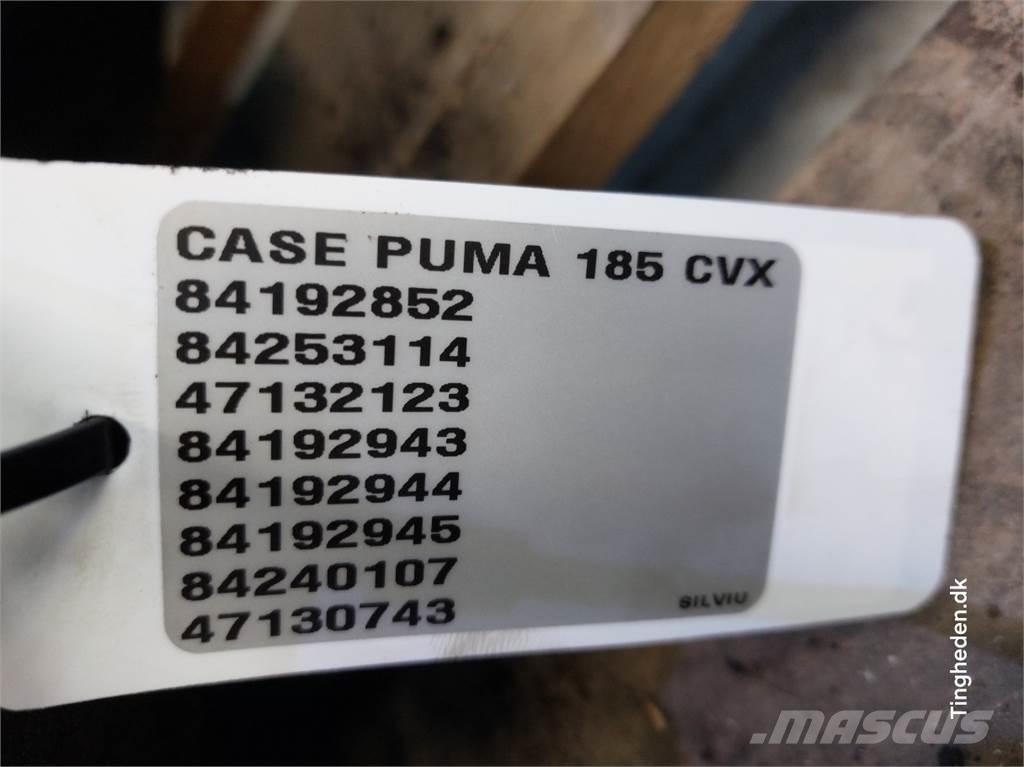 CASE PUMA 185 CVX
84192852
84253114
47132123
84192943
84192944
84192945
84240107
47130743
SILVIU
Tingheden.dk
MASCUS